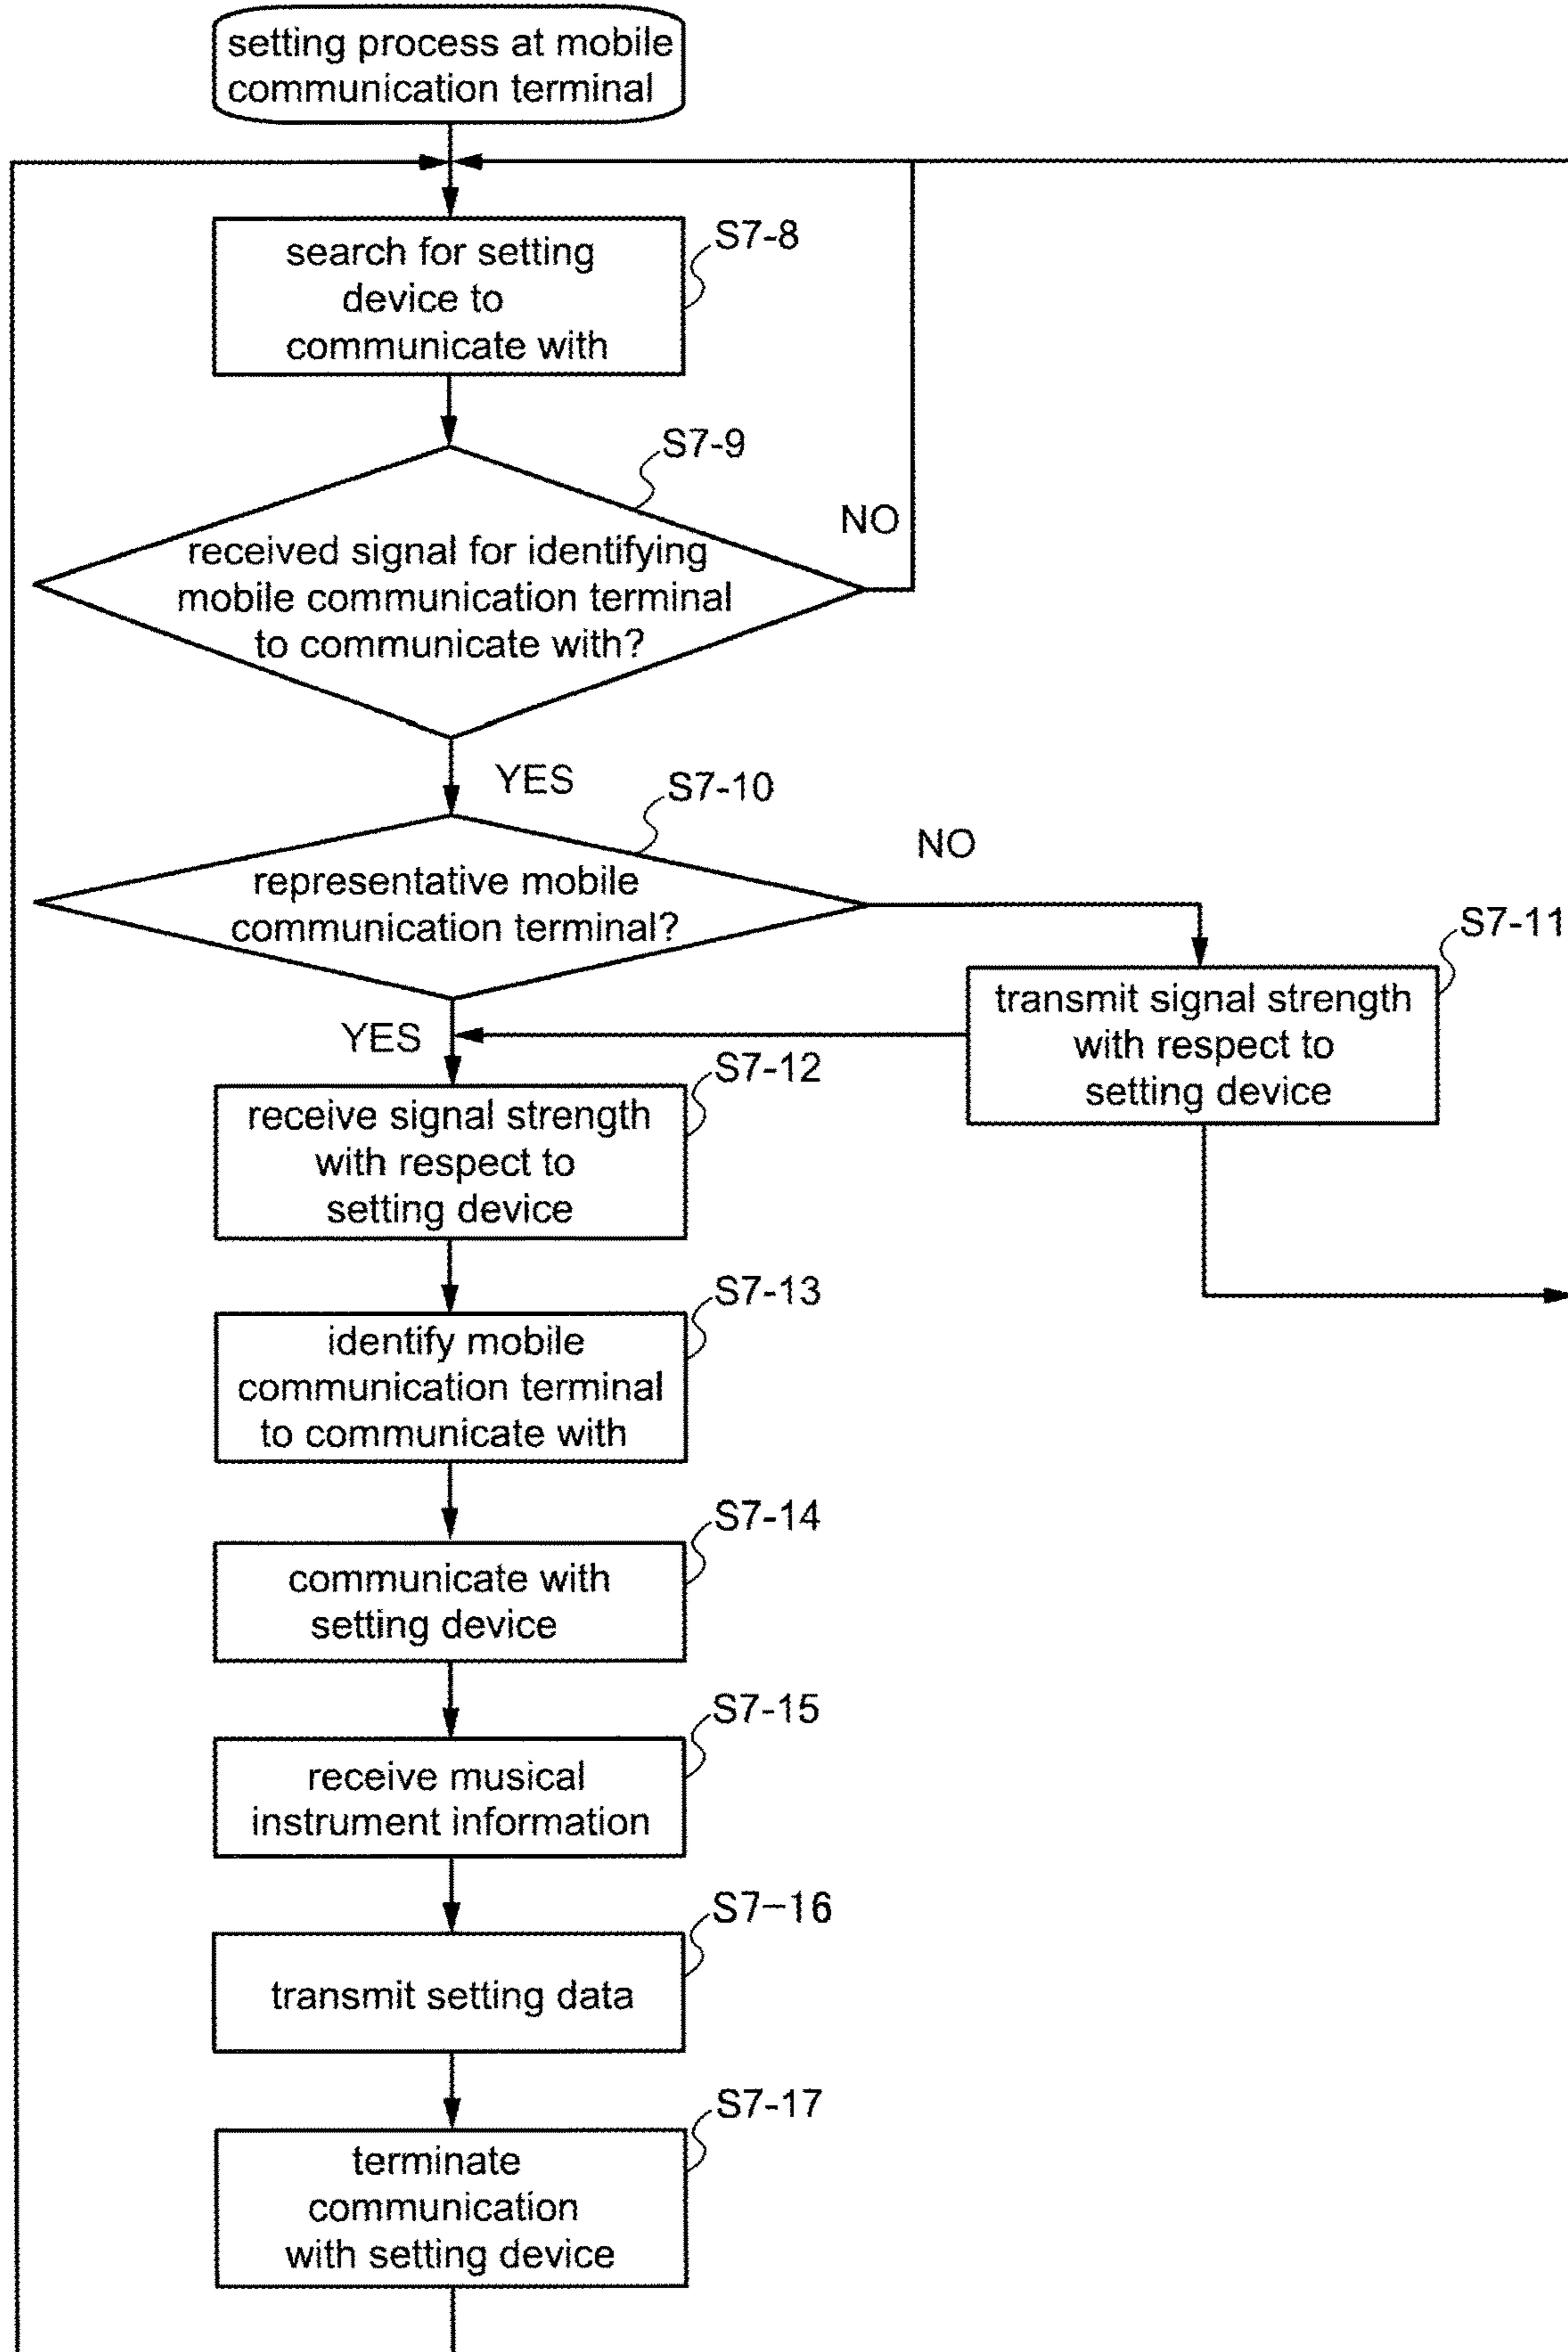 setting process at mobile
communication terminal
S7-8
search for setting
device to
communicate with
S7-9
NO
received signal for identifying
mobile communication terminal
to communicate with?
YES
S7-10
NO
representative mobile
communication terminal?
S7-11
transmit signal strength
with respect to
setting device
YES
S7-12
receive signal strength
with respect to
setting device
S7-13
identify mobile
communication terminal
to communicate with
S7-14
communicate with
setting device
S7-15
receive musical
instrument information
S7-16
transmit setting data
S7-17
terminate
communication
with setting device